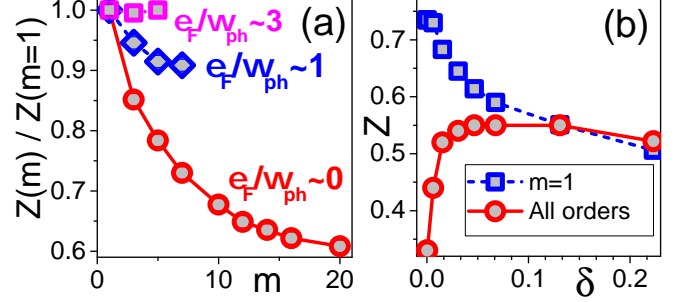 1.0
0.9
0.8
0.7
0.6
Z(m) / Z(m=1)
0
10
20
m
e_F/w_ph~3
e_F/w_ph~1
e_F/w_ph~0
(a)
0.7
0.6
0.5
0.4
Z
0.0
0.1
0.2
δ
(b)
m=1
All orders